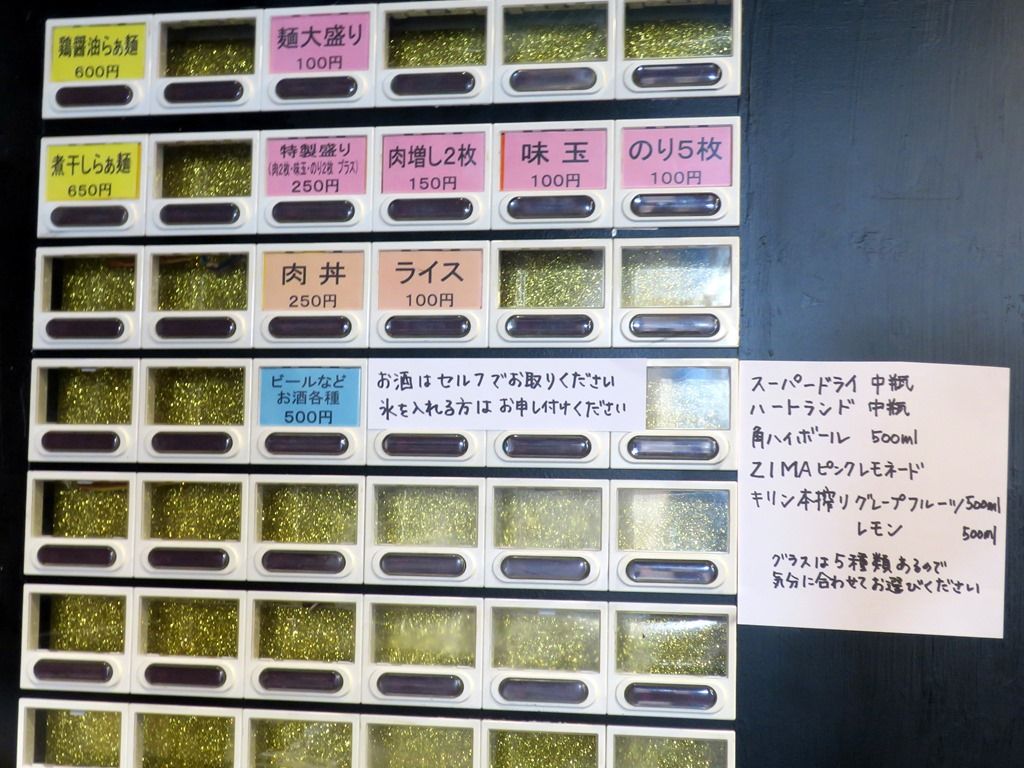 鶏醤油らぁ麺
600円
麺大盛り
100円
煮干しらぁ麺
650円
特製盛り
(肉2枚・味玉・のり2枚 プラス)
250円
肉増し2枚
150円
味玉
100円
のり5枚
100円
肉丼
250円
ライス
100円
ビールなど
お酒各種
500円
お酒はセルフでお取りください
氷を入れる方はお申し付けください
スーパードライ 中瓶
ハートランド 中瓶
角ハイボール 500ml
ZIMAピンクレモネード
キリン本搾りグレープフルーツ500ml
レモン 500ml
グラスは5種類あるので
気分に合わせてお選びください